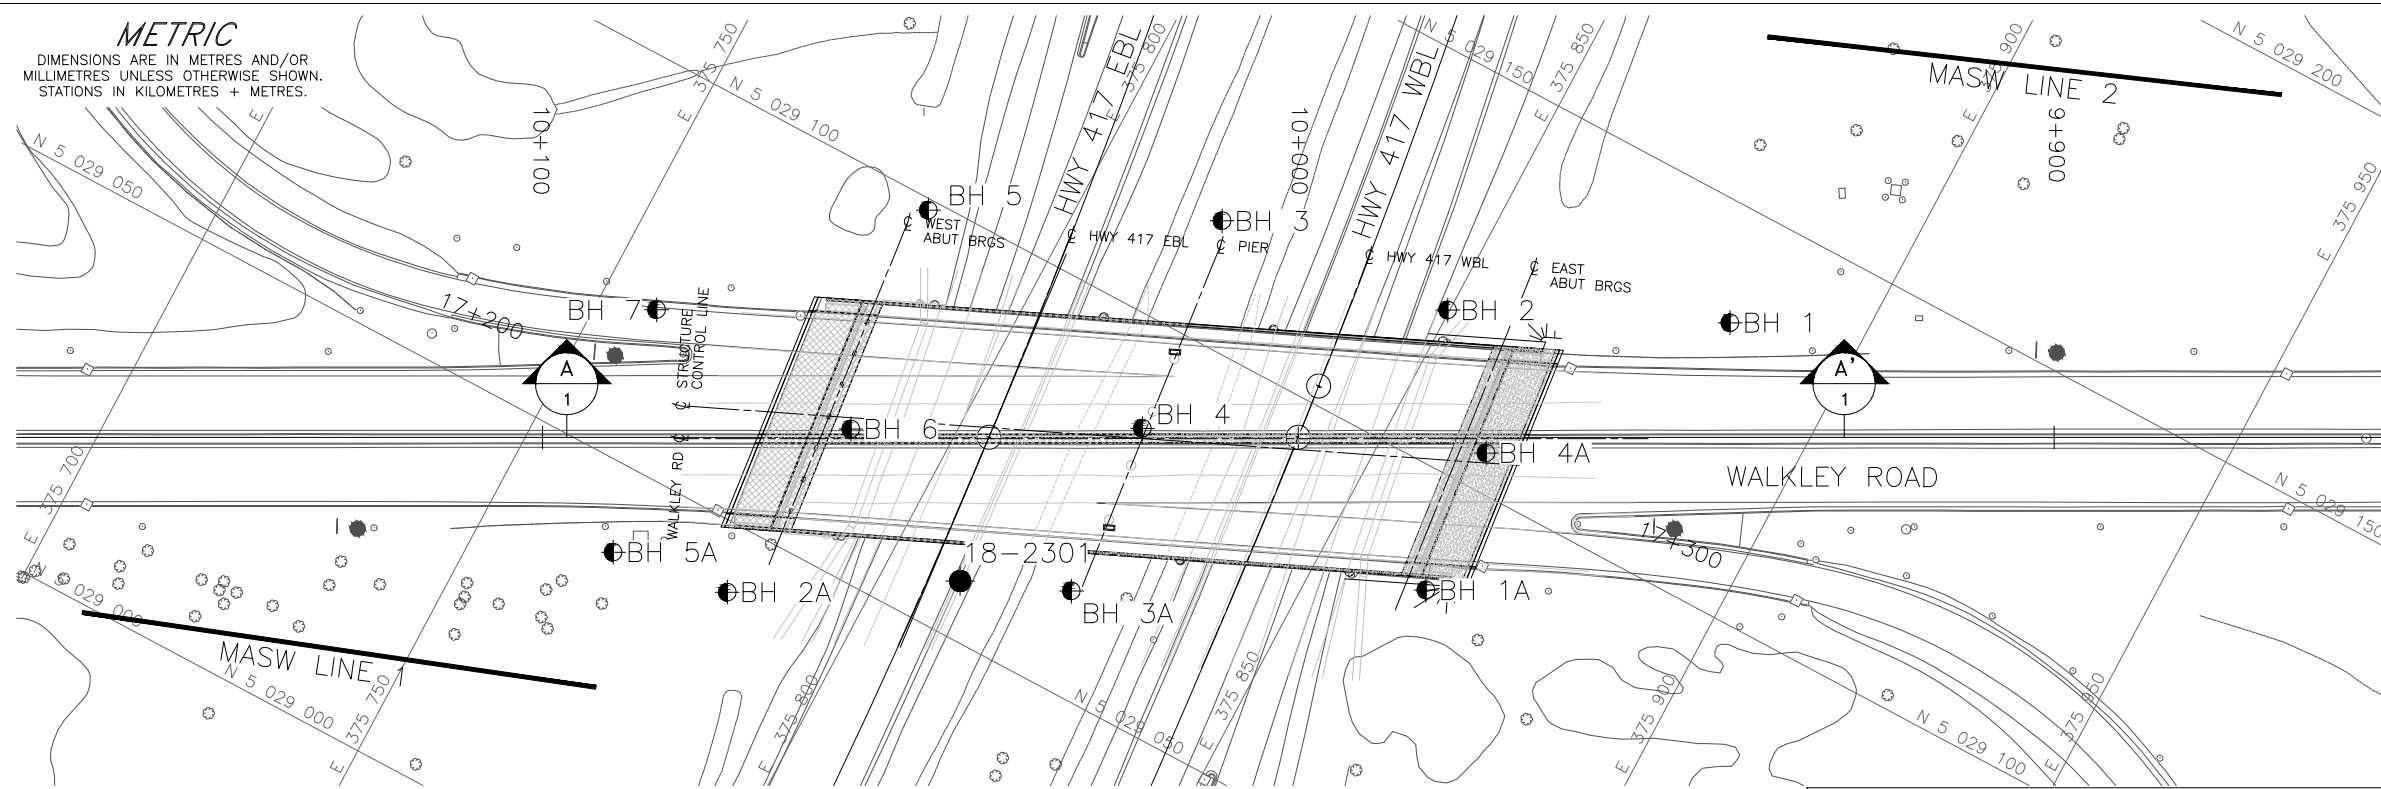 METRIC
DIMENSIONS ARE IN METRES AND/OR
MILLIMETRES UNLESS OTHERWISE SHOWN.
STATIONS IN KILOMETRES + METRES.
E 375 750
N 5 029 100
HWY 417 EBL
E 375 800
N 5 029 150
HWY 417 WBL
E 375 850
MASW LINE 2
E 375 900
N 5 029 200
N 5 029 050
E
10+100
10+000
9+900
E 375 950
BH 5
WEST
ABUT BRGS
HWY 417 EBL
BH 3
PIER
HWY 417 WBL
EAST
ABUT BRGS
BH 7
17+200
STRUCTURE
CONTROL LINE
BH 2
BH 1
A
1
A'
1
BH 6
BH 4
BH 4A
WALKLEY RD
WALKLEY ROAD
E 375 700
N 5 029 150
BH 5A
18-2301
17+300
BH 2A
BH 3A
BH 1A
N 5 029 000
MASW LINE 1
N 5 029 000
E 375 750
E 375 800
N 5 029 050
E 375 850
E 375 900
N 5 029 100
E 375 950